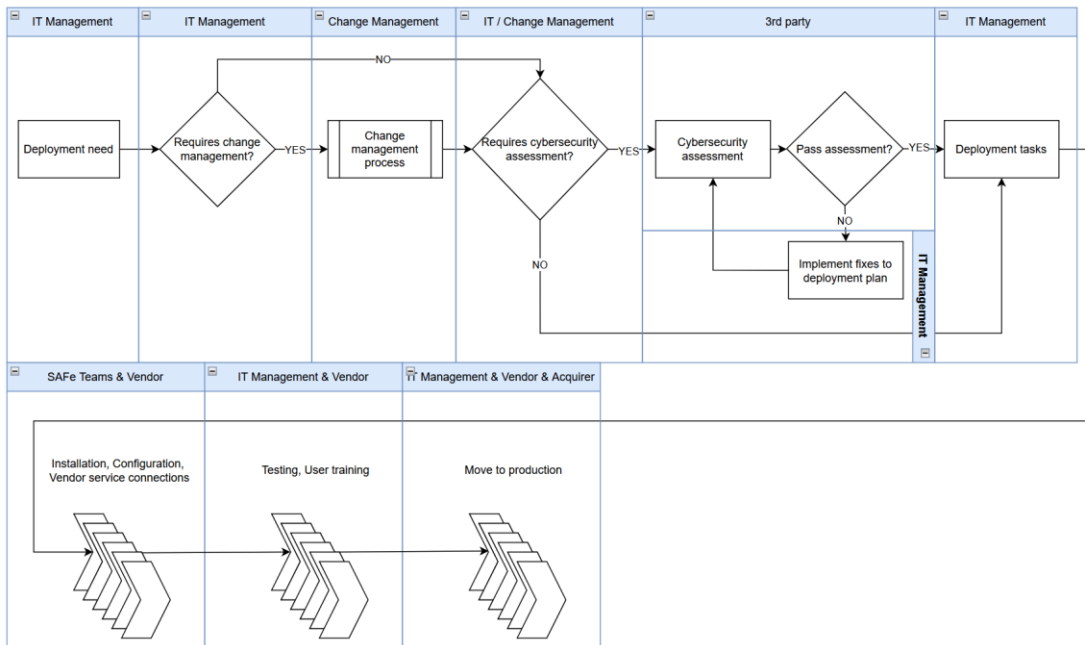 IT Management
IT Management
Change Management
IT / Change Management
3rd party
IT Management
NO
Deployment need
Requires change
management?
YES
Change
management
process
Requires cybersecurity
assessment?
YES
Cybersecurity
assessment
Pass assessment?
YES
Deployment tasks
NO
NO
Implement fixes to
deployment plan
IT Management
SAFe Teams & Vendor
IT Management & Vendor
IT Management & Vendor & Acquirer
Installation, Configuration,
Vendor service connections
Testing, User training
Move to production